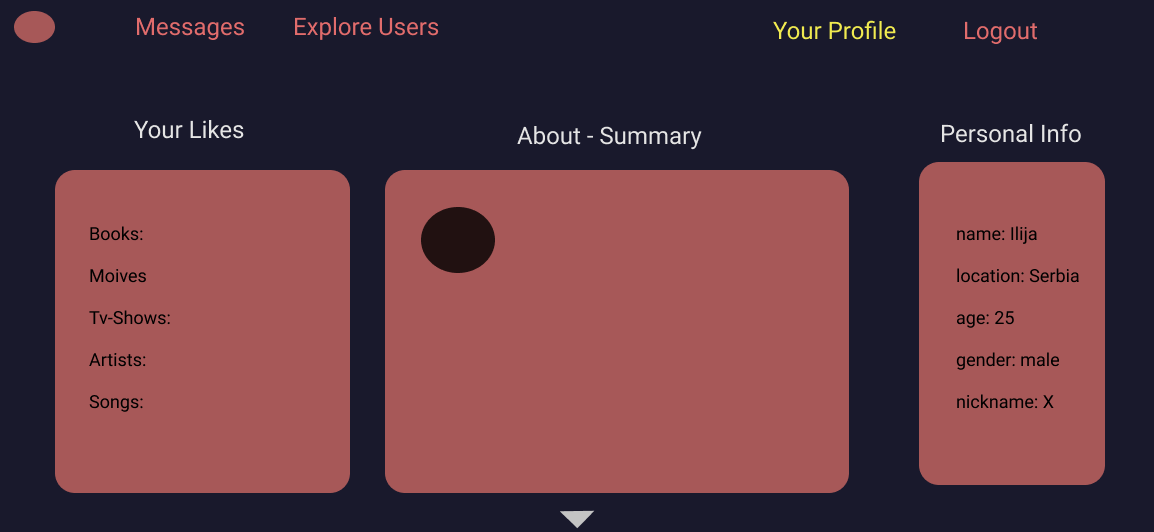 Messages
Explore Users
Your Profile
Logout
Your Likes
About - Summary
Personal Info
Books:
Moives
Tv-Shows:
Artists:
Songs:
name: Ilija
location: Serbia
age: 25
gender: male
nickname: X